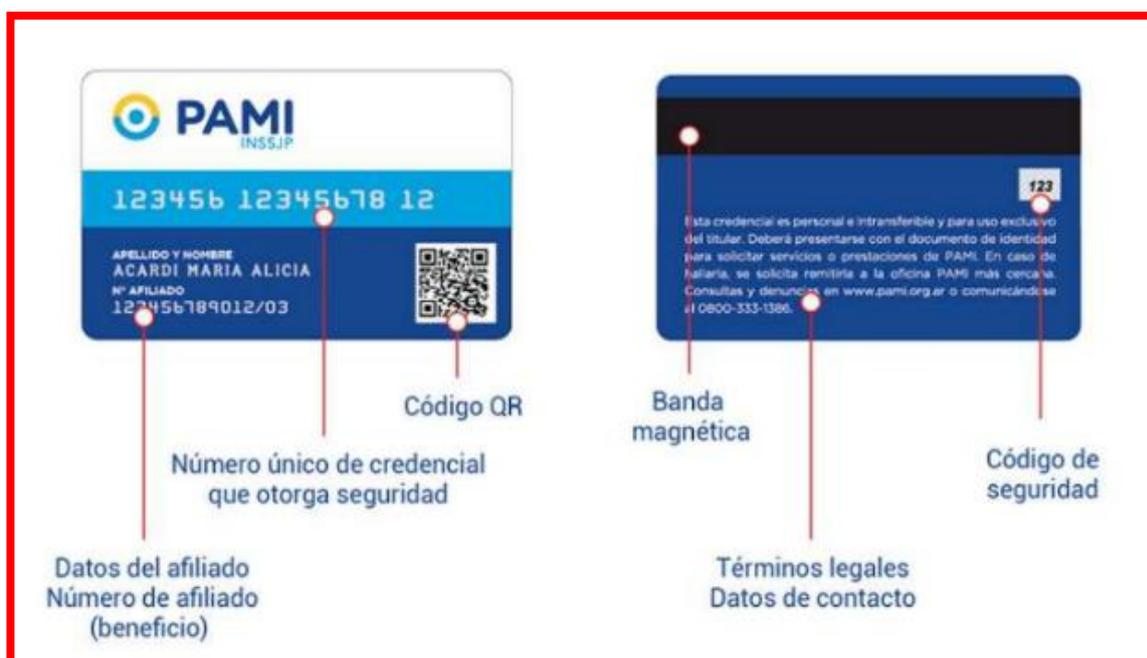 PAMI
INSSJP
123456 12345678 12
APELLIDO Y NOMBRE
ACARDI MARIA ALICIA
N° AFILIADO
123456789012/03
Código QR
Número único de credencial
que otorga seguridad
Datos del afiliado
Número de afiliado
(beneficio)
123
Esta credencial es personal e intransferible y para uso exclusivo
del titular. Deberá presentarse con el documento de identidad
para solicitar servicios o prestaciones de PAMI. En caso de
hallarla, se solicita remitirla a la oficina PAMI más cercana.
Consultas y denuncias en www.pami.org.ar o comunicándose
al 0800-333-1386.
Banda
magnética
Código de
seguridad
Términos legales
Datos de contacto